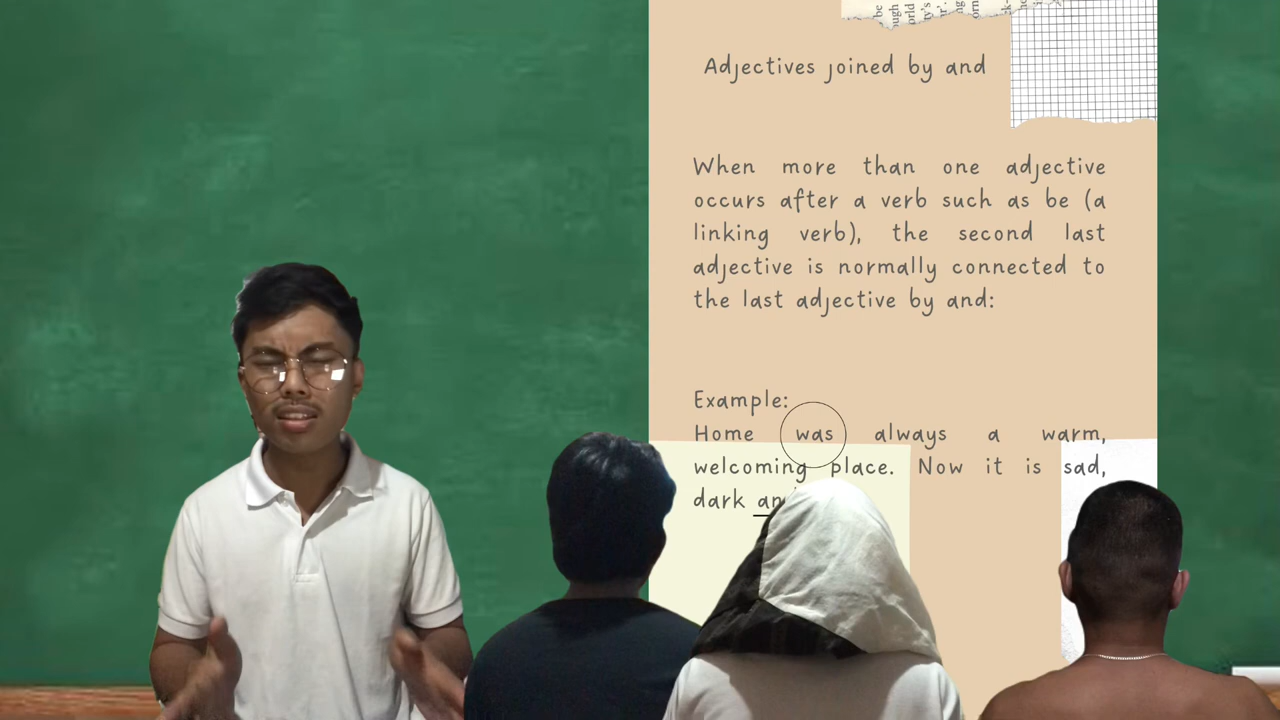 Adjectives joined by and
When more than one adjective
occurs after a verb such as be (a
linking verb), the second last
adjective is normally connected to
the last adjective by and:
Example:
Home was always a warm,
welcoming place. Now it is sad,
dark